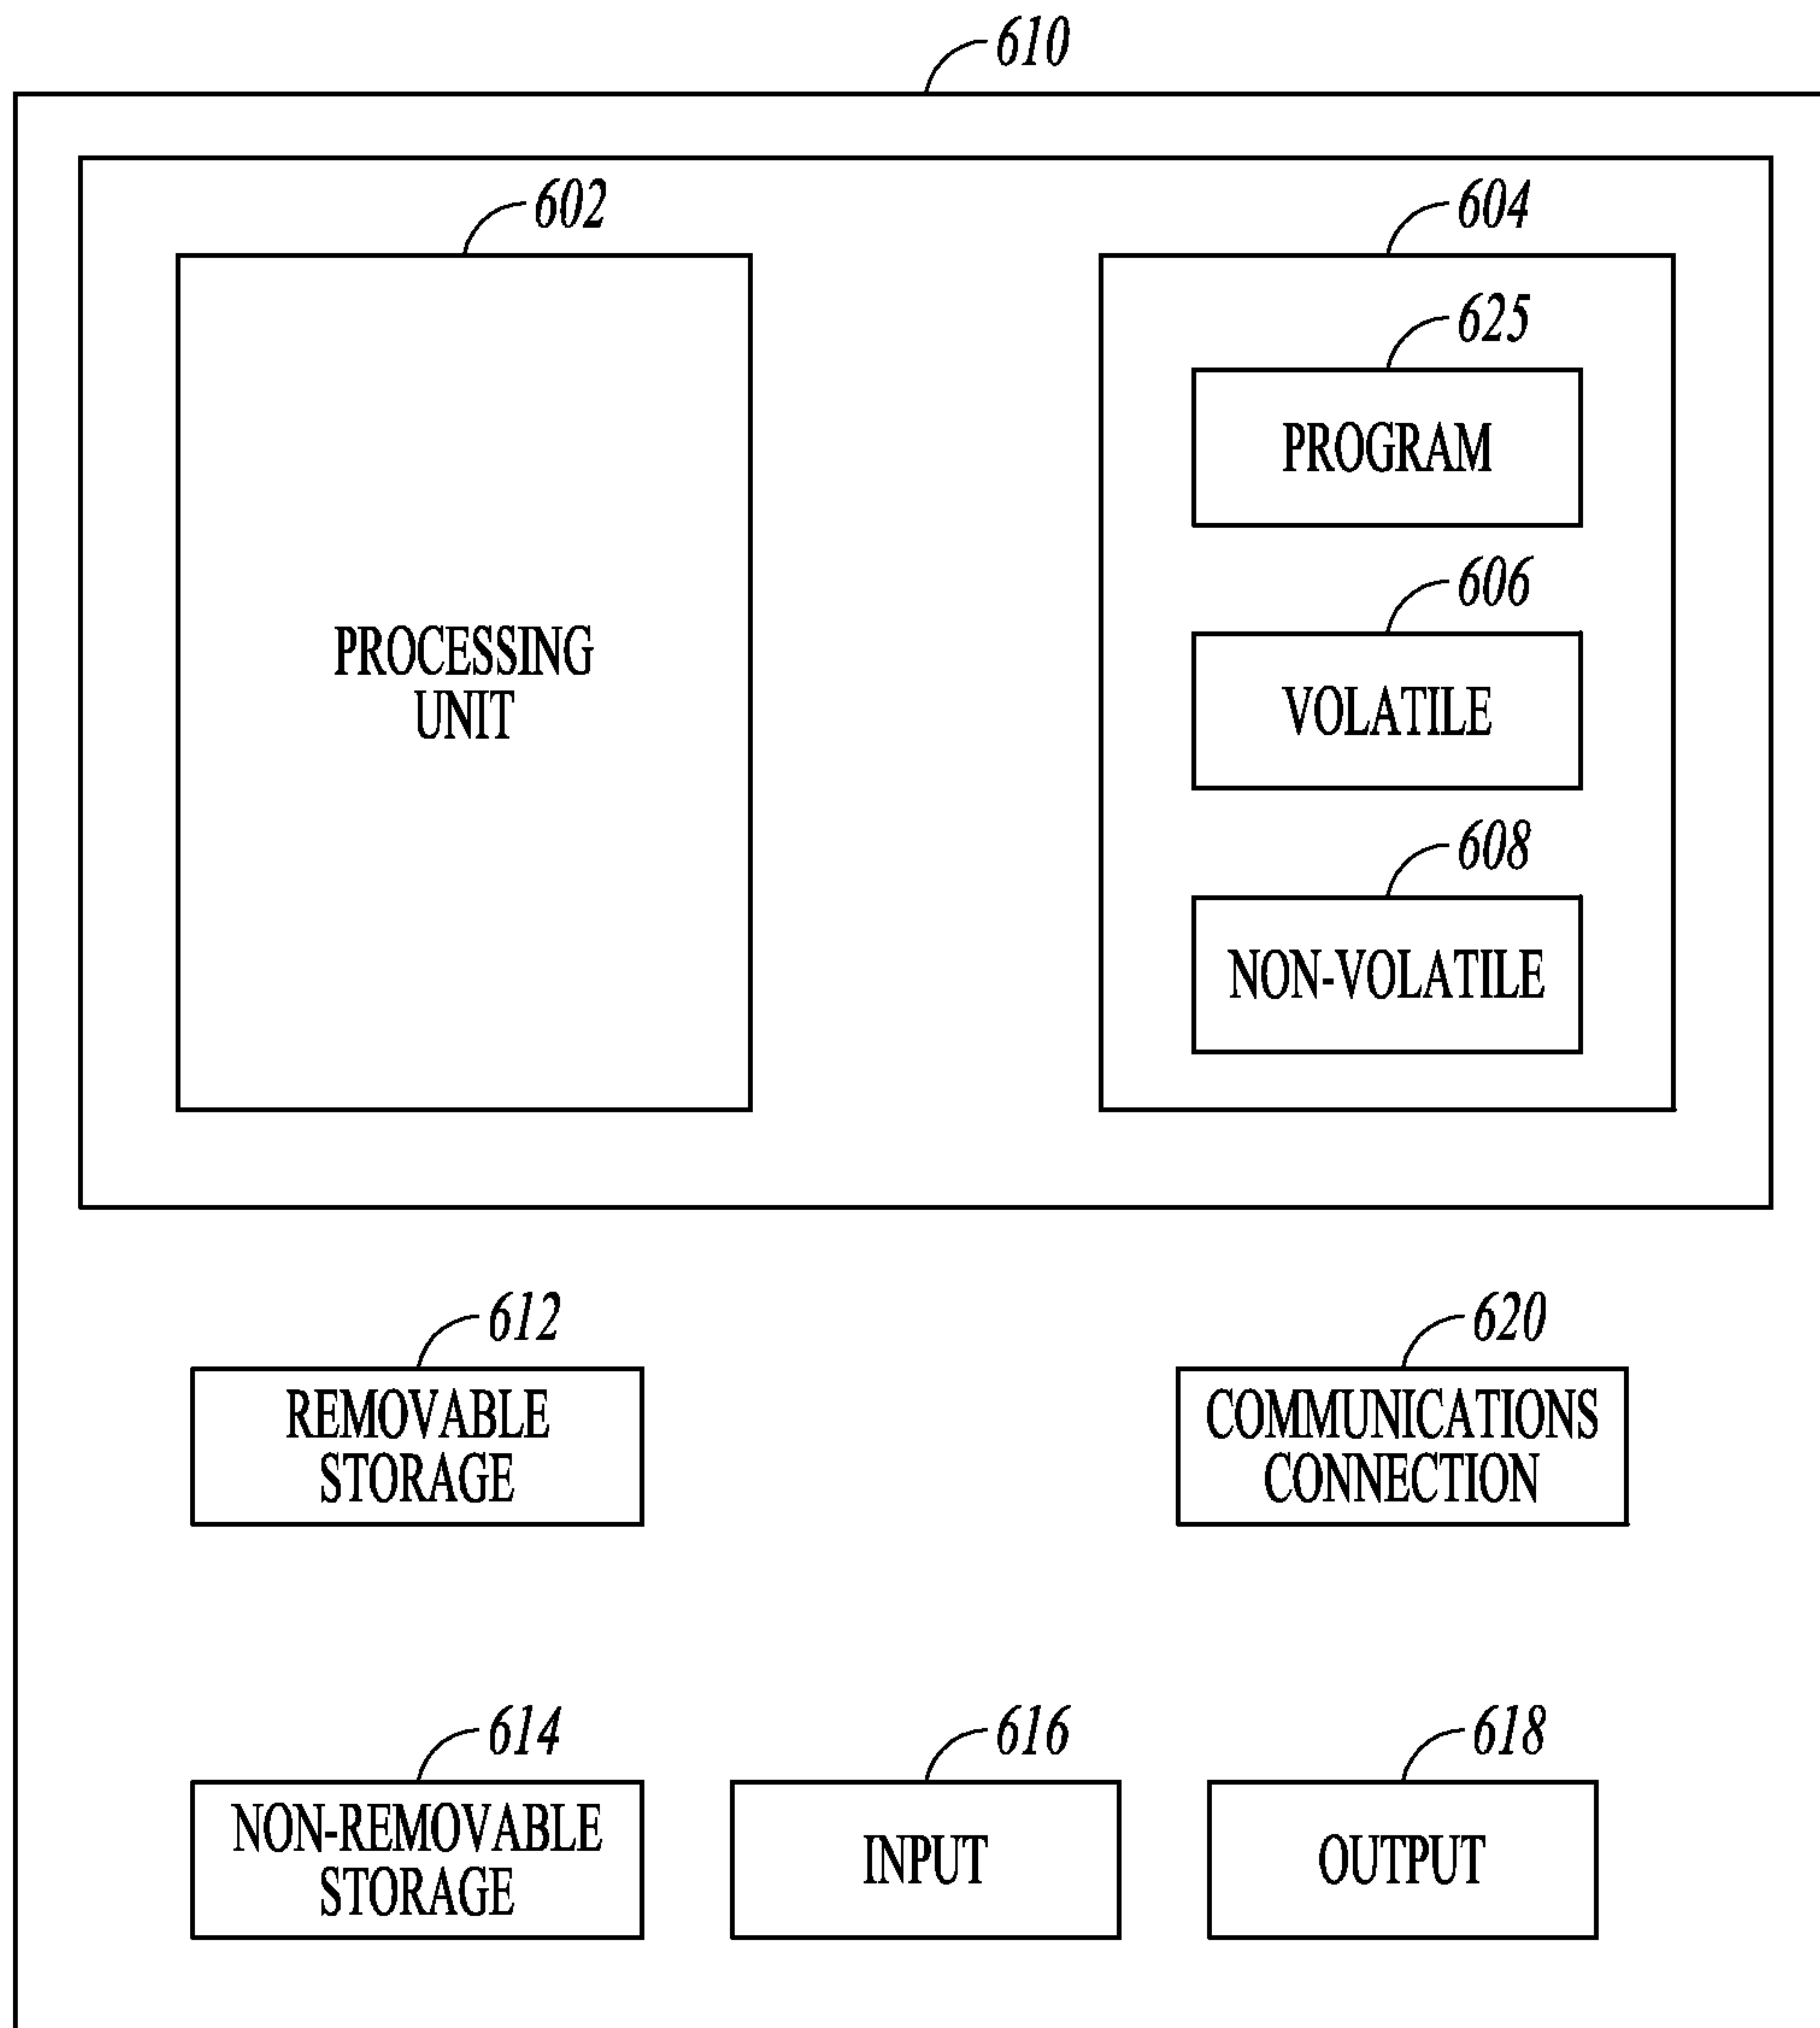 610
602
604
625
PROGRAM
606
PROCESSING
UNIT
VOLATILE
608
NON-VOLATILE
612
REMOVABLE
STORAGE
620
COMMUNICATIONS
CONNECTION
614
NON-REMOVABLE
STORAGE
616
INPUT
618
OUTPUT